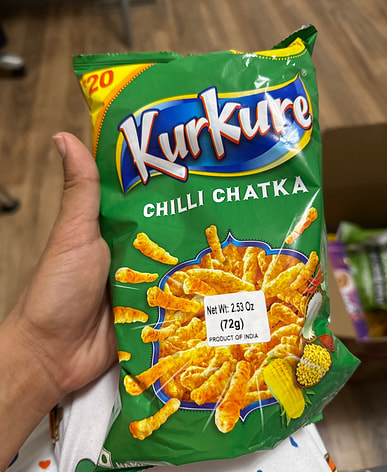 ₹20
Kurkure®
CHILLI CHATKA
Net Wt: 2.53 Oz
(72g)
PRODUCT OF INDIA